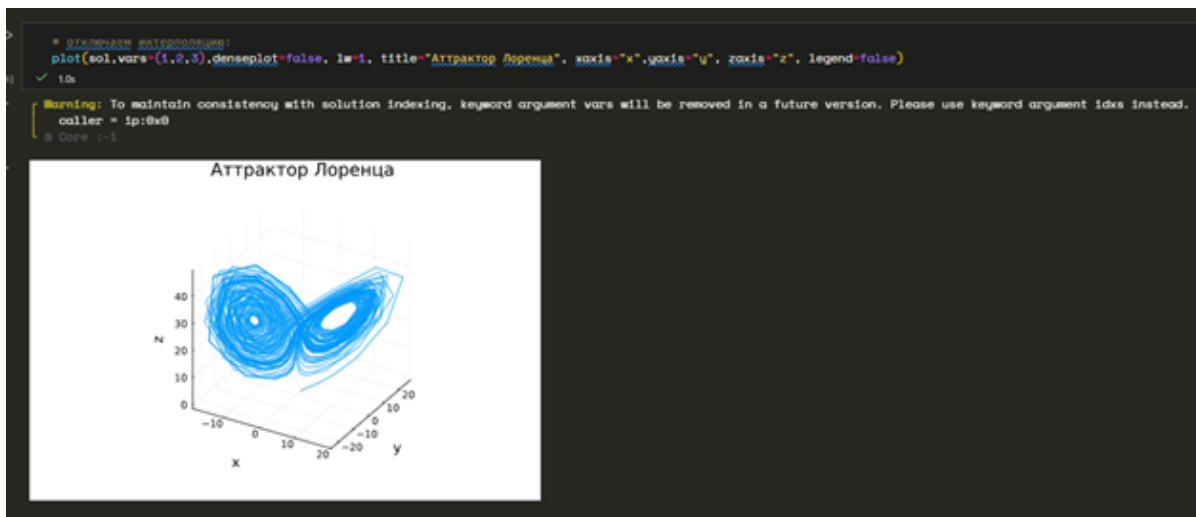 # отключаем интерполяцию:
plot(sol,vars=(1,2,3),denseplot=false, lw=1, title="Аттрактор Лоренца", xaxis="x",yaxis="y", zaxis="z", legend=false)
✓ 1.0s
Warning: To maintain consistency with solution indexing, keyword argument vars will be removed in a future version. Please use keyword argument idxs instead.
caller = ip:0x0
@ Core :-1
Аттрактор Лоренца
40
30
z
20
10
0
-10
0
10
20
x
20
10
0
-10
-20
y